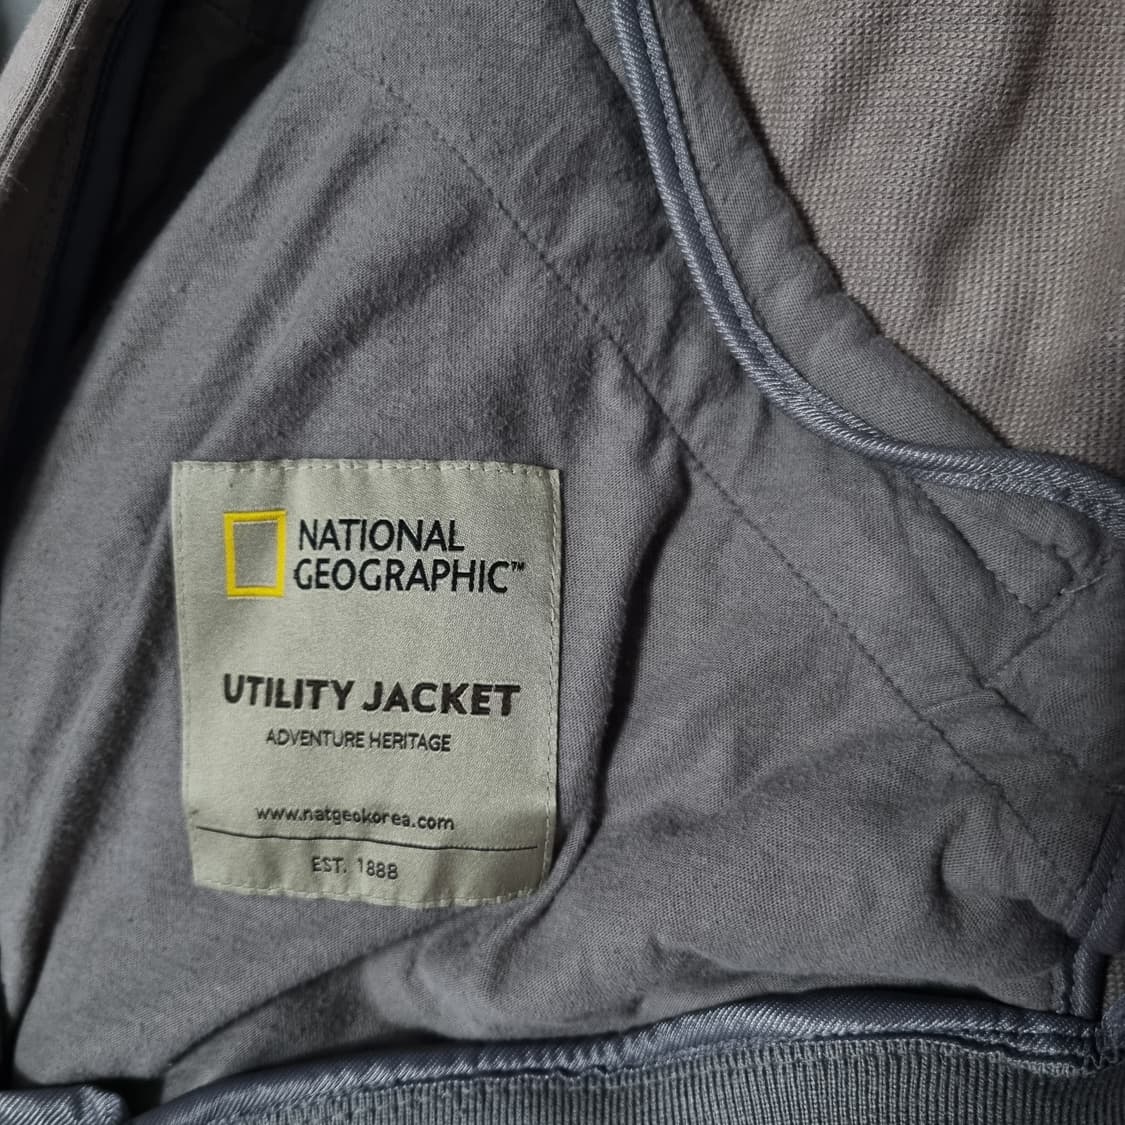 NATIONAL
GEOGRAPHIC™
UTILITY JACKET
ADVENTURE HERITAGE
www.natgeokorea.com
EST. 1888